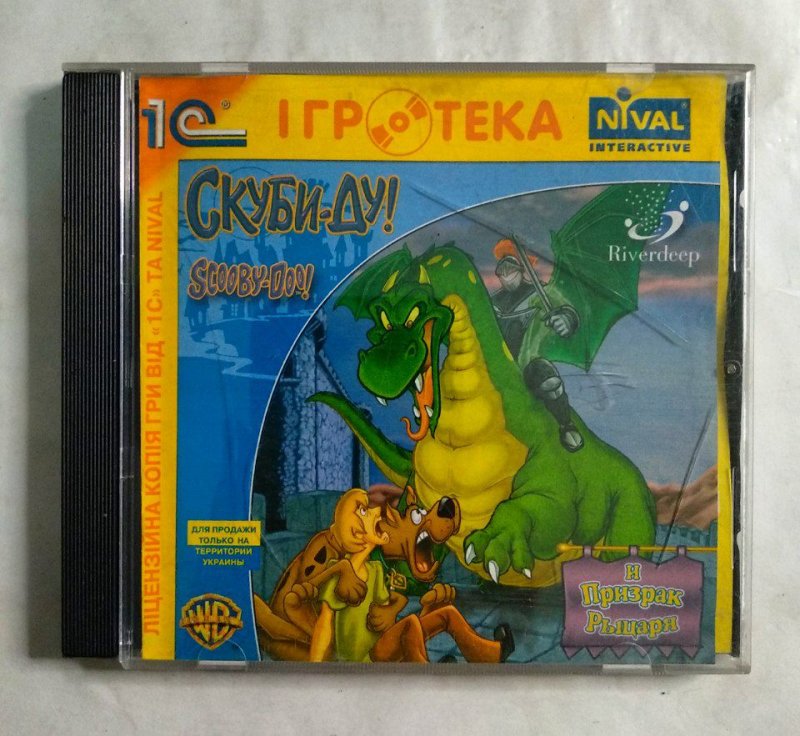 1С®
ІГРОТЕКА
NIVAL
INTERACTIVE
ЛІЦЕНЗІЙНА КОПІЯ ГРИ ВІД «1С» ТА NIVAL
СКУБИ-ДУ!
SCOOBY-DOO!
Riverdeep
ДЛЯ ПРОДАЖИ
ТОЛЬКО НА
ТЕРРИТОРИИ
УКРАИНЫ
WB
и
Призрак
Рыцаря